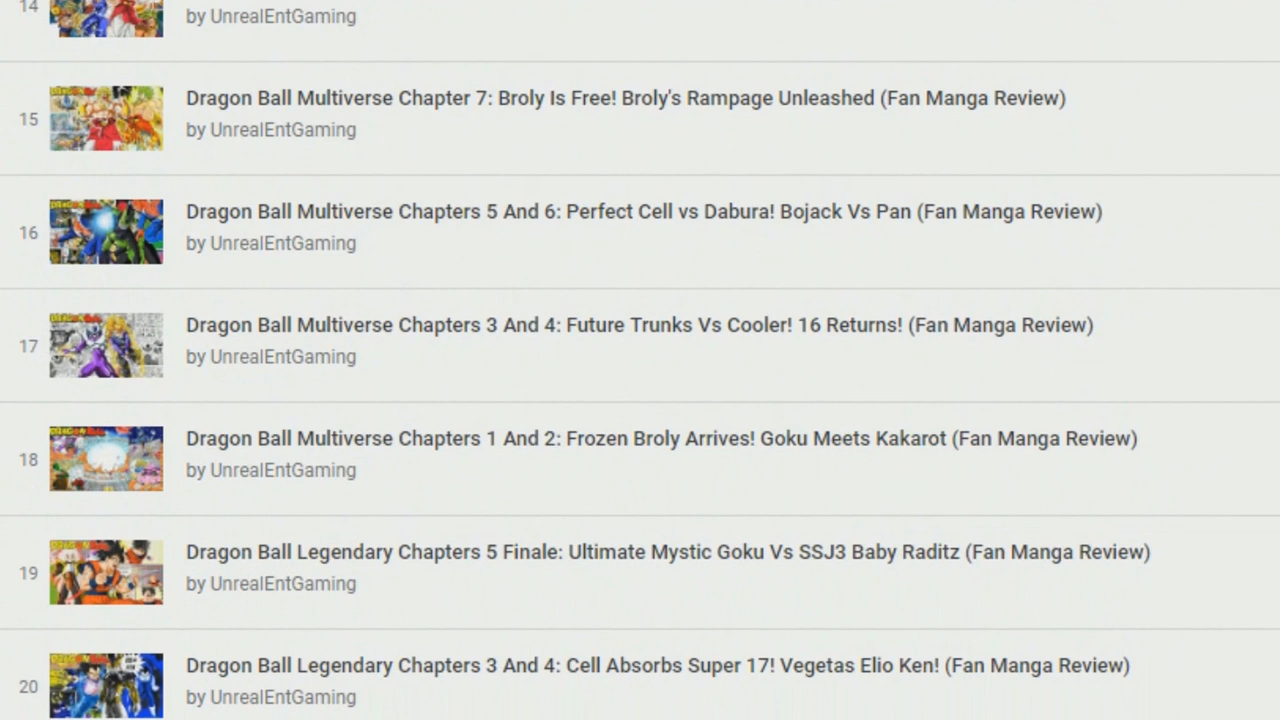 14
by UnrealEntGaming
15
Dragon Ball Multiverse Chapter 7: Broly Is Free! Broly's Rampage Unleashed (Fan Manga Review)
by UnrealEntGaming
16
Dragon Ball Multiverse Chapters 5 And 6: Perfect Cell vs Dabura! Bojack Vs Pan (Fan Manga Review)
by UnrealEntGaming
17
Dragon Ball Multiverse Chapters 3 And 4: Future Trunks Vs Cooler! 16 Returns! (Fan Manga Review)
by UnrealEntGaming
18
Dragon Ball Multiverse Chapters 1 And 2: Frozen Broly Arrives! Goku Meets Kakarot (Fan Manga Review)
by UnrealEntGaming
19
Dragon Ball Legendary Chapters 5 Finale: Ultimate Mystic Goku Vs SSJ3 Baby Raditz (Fan Manga Review)
by UnrealEntGaming
20
Dragon Ball Legendary Chapters 3 And 4: Cell Absorbs Super 17! Vegetas Elio Ken! (Fan Manga Review)
by UnrealEntGaming